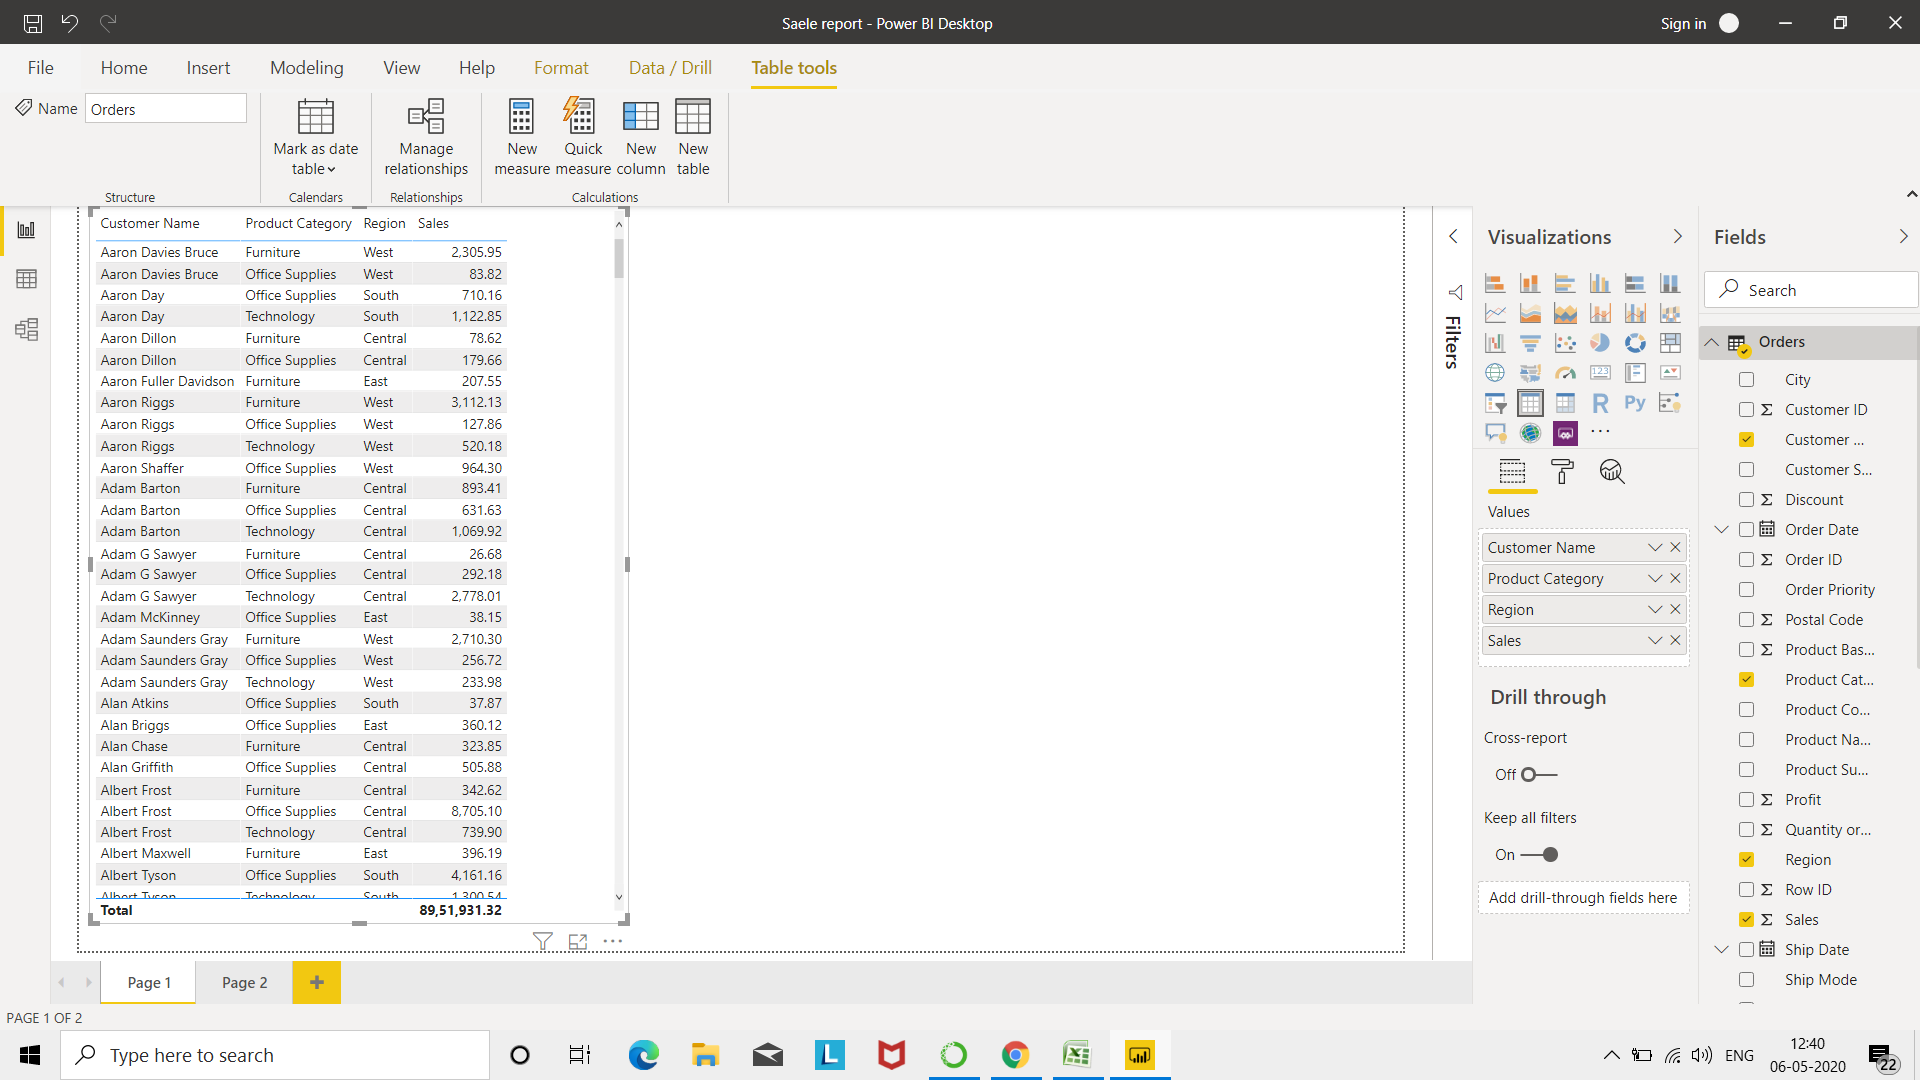 Saele report - Power BI Desktop
Sign in
File Home Insert Modeling View Help Format Data / Drill Table tools
Name Orders
Mark as date table
Manage relationships
New measure
Quick measure
New column
New table
Structure Calendars Relationships Calculations
Customer Name Product Category Region Sales
Aaron Davies Bruce Furniture West 2,305.95
Aaron Davies Bruce Office Supplies West 83.82
Aaron Day Office Supplies South 710.16
Aaron Day Technology South 1,122.85
Aaron Dillon Furniture Central 78.62
Aaron Dillon Office Supplies Central 179.66
Aaron Fuller Davidson Furniture East 207.55
Aaron Riggs Furniture West 3,112.13
Aaron Riggs Office Supplies West 127.86
Aaron Riggs Technology West 520.18
Aaron Shaffer Office Supplies West 964.30
Adam Barton Furniture Central 893.41
Adam Barton Office Supplies Central 631.63
Adam Barton Technology Central 1,069.92
Adam G Sawyer Furniture Central 26.68
Adam G Sawyer Office Supplies Central 292.18
Adam G Sawyer Technology Central 2,778.01
Adam McKinney Office Supplies East 38.15
Adam Saunders Gray Furniture West 2,710.30
Adam Saunders Gray Office Supplies West 256.72
Adam Saunders Gray Technology West 233.98
Alan Atkins Office Supplies South 37.87
Alan Briggs Office Supplies East 360.12
Alan Chase Furniture Central 323.85
Alan Griffith Office Supplies Central 505.88
Albert Frost Furniture Central 342.62
Albert Frost Office Supplies Central 8,705.10
Albert Frost Technology Central 739.90
Albert Maxwell Furniture East 396.19
Albert Tyson Office Supplies South 4,161.16
Albert Tyson Technology South 1,300.54
Total 89,51,931.32
Filters
Visualizations
123
R Py
Values
Customer Name
Product Category
Region
Sales
Drill through
Cross-report
Off
Keep all filters
On
Add drill-through fields here
Fields
Search
Orders
City
Σ Customer ID
Customer ...
Customer S...
Σ Discount
Order Date
Σ Order ID
Order Priority
Σ Postal Code
Σ Product Bas...
Product Cat...
Product Co...
Product Na...
Product Su...
Σ Profit
Σ Quantity or...
Region
Σ Row ID
Σ Sales
Ship Date
Ship Mode
Page 1 Page 2 +
PAGE 1 OF 2
Type here to search
L
ENG
12:40
06-05-2020
22